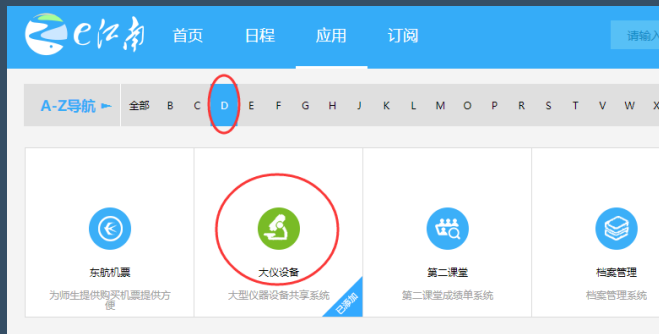 e江南
首页 日程 应用 订阅 请输入
A-Z导航 全部 B C D E F G H J K L M O P R S T V W X
东航机票 大仪设备 第二课堂 档案管理
为师生提供购买机票提供方便 大型仪器设备共享系统 第二课堂成绩单系统 档案管理系统
已添加